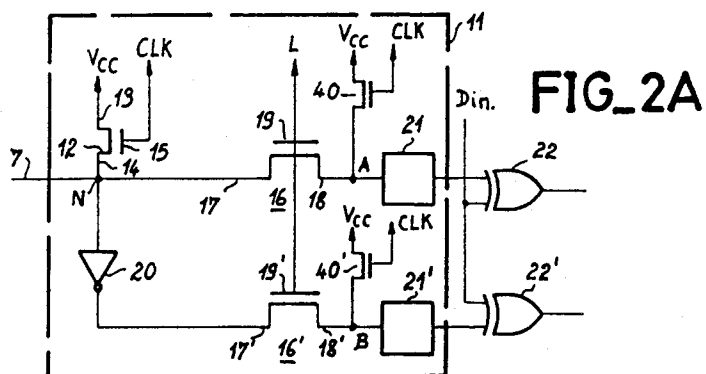 11
VCC
CLK
L
VCC
CLK
FIG_2A
Din.
13
40
12
15
19
21
22
7
14
A
N
17
16
18
VCC
CLK
20
19'
40'
21'
22'
17'
16'
18'
B